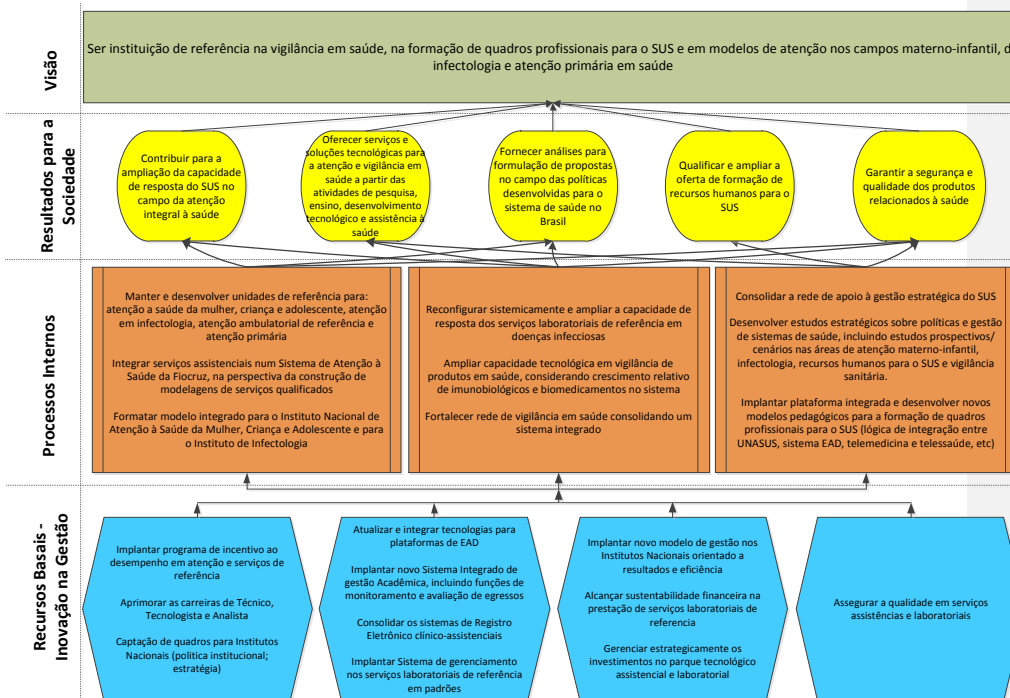 Visão
Ser instituição de referência na vigilância em saúde, na formação de quadros profissionais para o SUS e em modelos de atenção nos campos materno-infantil, d
infectologia e atenção primária em saúde
Resultados para a
Sociedade
Contribuir para a
ampliação da capacidade
de resposta do SUS no
campo da atenção
integral à saúde
Oferecer serviços e
soluções tecnológicas para
a atenção e vigilância em
saúde a partir das
atividades de pesquisa,
ensino, desenvolvimento
tecnológico e assistência à
saúde
Fornecer análises para
formulação de propostas
no campo das políticas
desenvolvidas para o
sistema de saúde no
Brasil
Qualificar e ampliar a
oferta de formação de
recursos humanos para o
SUS
Garantir a segurança e
qualidade dos produtos
relacionados à saúde
Processos Internos
Manter e desenvolver unidades de referência para:
atenção a saúde da mulher, criança e adolescente, atenção
em infectologia, atenção ambulatorial de referência e
atenção primária
Integrar serviços assistenciais num Sistema de Atenção à
Saúde da Fiocruz, na perspectiva da construção de
modelagens de serviços qualificados
Formatar modelo integrado para o Instituto Nacional de
Atenção à Saúde da Mulher, Criança e Adolescente e para
o Instituto de Infectologia
Reconfigurar sistemicamente e ampliar a capacidade de
resposta dos serviços laboratoriais de referência em
doenças infecciosas
Ampliar capacidade tecnológica em vigilância de
produtos em saúde, considerando crescimento relativo
de imunobiológicos e biomedicamentos no sistema
Fortalecer rede de vigilância em saúde consolidando um
sistema integrado
Consolidar a rede de apoio à gestão estratégica do SUS
Desenvolver estudos estratégicos sobre políticas e gestão
de sistemas de saúde, incluindo estudos prospectivos/
cenários nas áreas de atenção materno-infantil,
infectologia, recursos humanos para o SUS e vigilância
sanitária.
Implantar plataforma integrada e desenvolver novos
modelos pedagógicos para a formação de quadros
profissionais para o SUS (lógica de integração entre
UNASUS, sistema EAD, telemedicina e telessaúde, etc)
Recursos Basais -
Inovação na Gestão
Implantar programa de incentivo ao
desempenho em atenção e serviços de
referência
Aprimorar as carreiras de Técnico,
Tecnologista e Analista
Captação de quadros para Institutos
Nacionais (politica institucional;
estratégia)
Atualizar e integrar tecnologias para
plataformas de EAD
Implantar novo Sistema Integrado de
gestão Acadêmica, incluindo funções de
monitoramento e avaliação de egressos
Consolidar os sistemas de Registro
Eletrônico clínico-assistenciais
Implantar Sistema de gerenciamento
nos serviços laboratoriais de referência
em padrões
Implantar novo modelo de gestão nos
Institutos Nacionais orientado a
resultados e eficiência
Alcançar sustentabilidade financeira na
prestação de serviços laboratoriais de
referencia
Gerenciar estrategicamente os
investimentos no parque tecnológico
assistencial e laboratorial
Assegurar a qualidade em serviços
assistências e laboratoriais